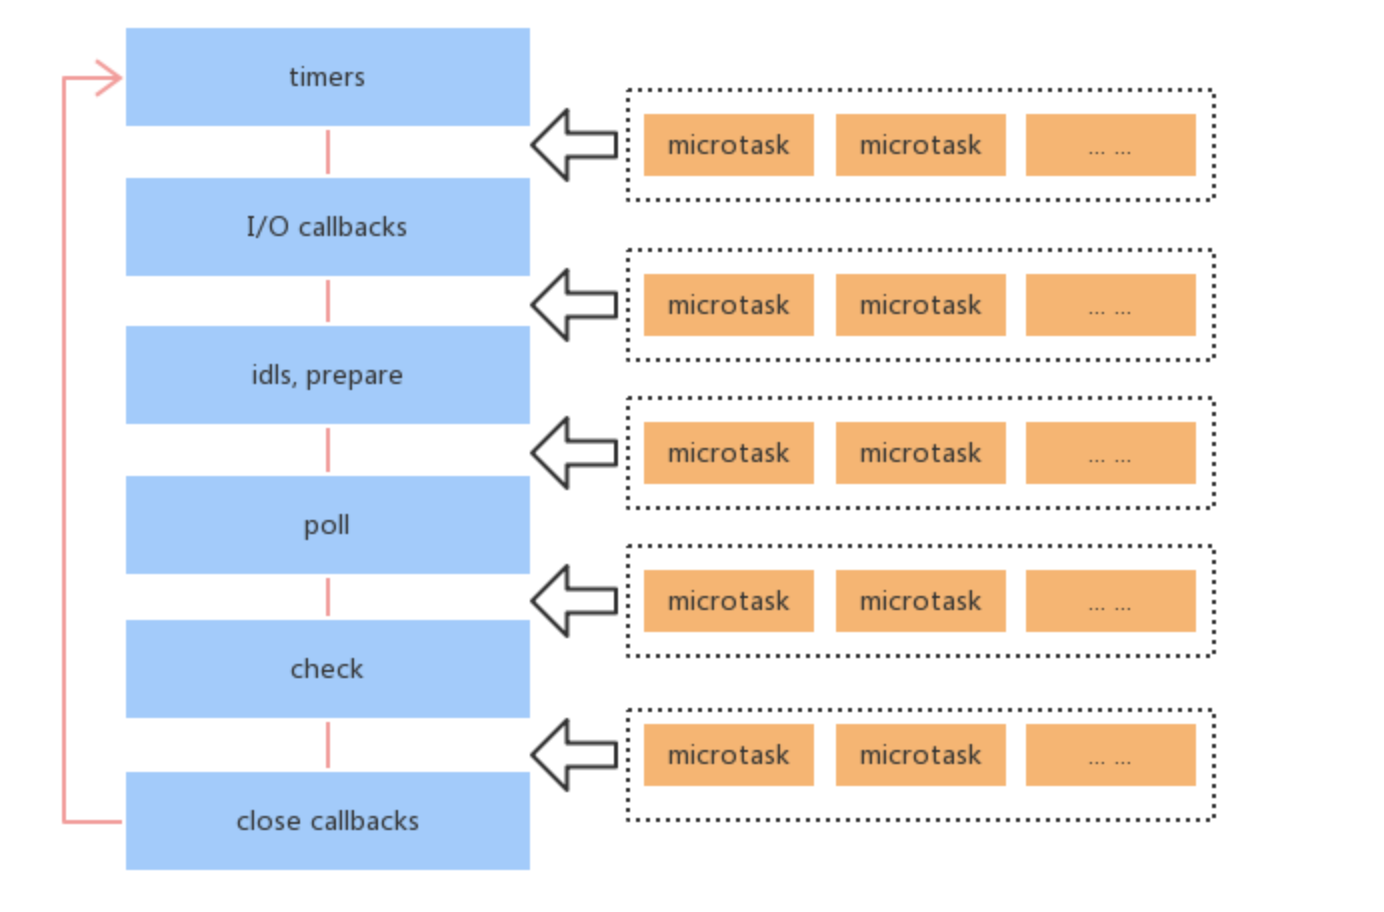 timers
microtask microtask ... ...
I/O callbacks
microtask microtask ... ...
idls, prepare
microtask microtask ... ...
poll
microtask microtask ... ...
check
microtask microtask ... ...
close callbacks